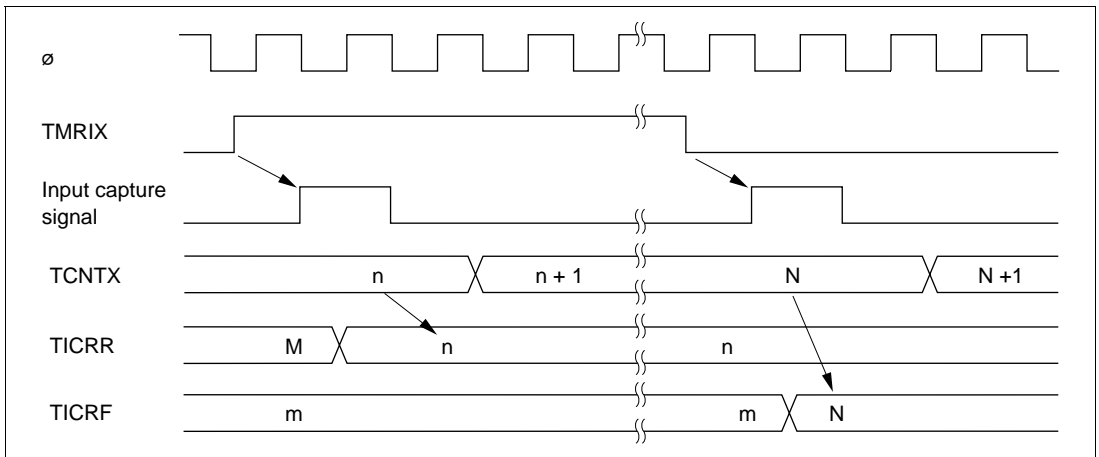 ø
TMRIX
Input capture
signal
TCNTX n n + 1 N N +1
TICRR M n n
TICRF m m N